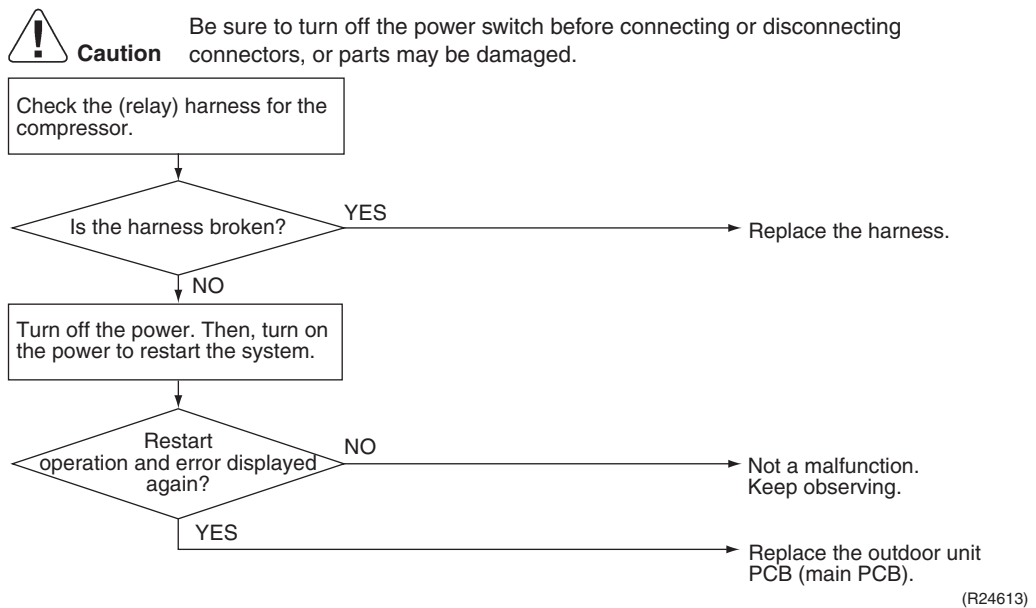 Be sure to turn off the power switch before connecting or disconnecting
Caution connectors, or parts may be damaged.
Check the (relay) harness for the
compressor.
Is the harness broken?
YES
Replace the harness.
NO
Turn off the power. Then, turn on
the power to restart the system.
Restart
operation and error displayed
again?
NO
Not a malfunction.
Keep observing.
YES
Replace the outdoor unit
PCB (main PCB).
(R24613)